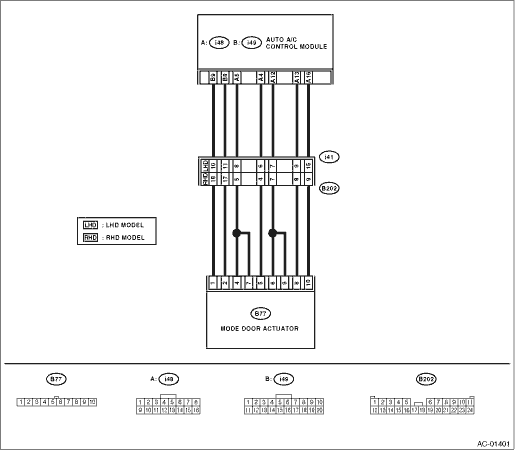 A: i48 B: i49 AUTO A/C
CONTROL MODULE
B9 B8 A5 A4 A12 A13 A16
LHD 10 11 8 6 7 9 15
RHD 18 17 5 4 7 8 9
i41
B202
LHD : LHD MODEL
RHD : RHD MODEL
1 2 4 7 5 6 9 8 10
B77
MODE DOOR ACTUATOR
B77
1 2 3 4 5 6 7 8 9 10
A: i48
1 2 3 4 5 6 7 8
9 10 11 12 13 14 15 16
B: i49
1 2 3 4 5 6 7 8 9 10
11 12 13 14 15 16 17 18 19 20
B202
1 2 3 4 5 6 7 8 9 10 11
12 13 14 15 16 17 18 19 20 21 22 23 24
AC-01401